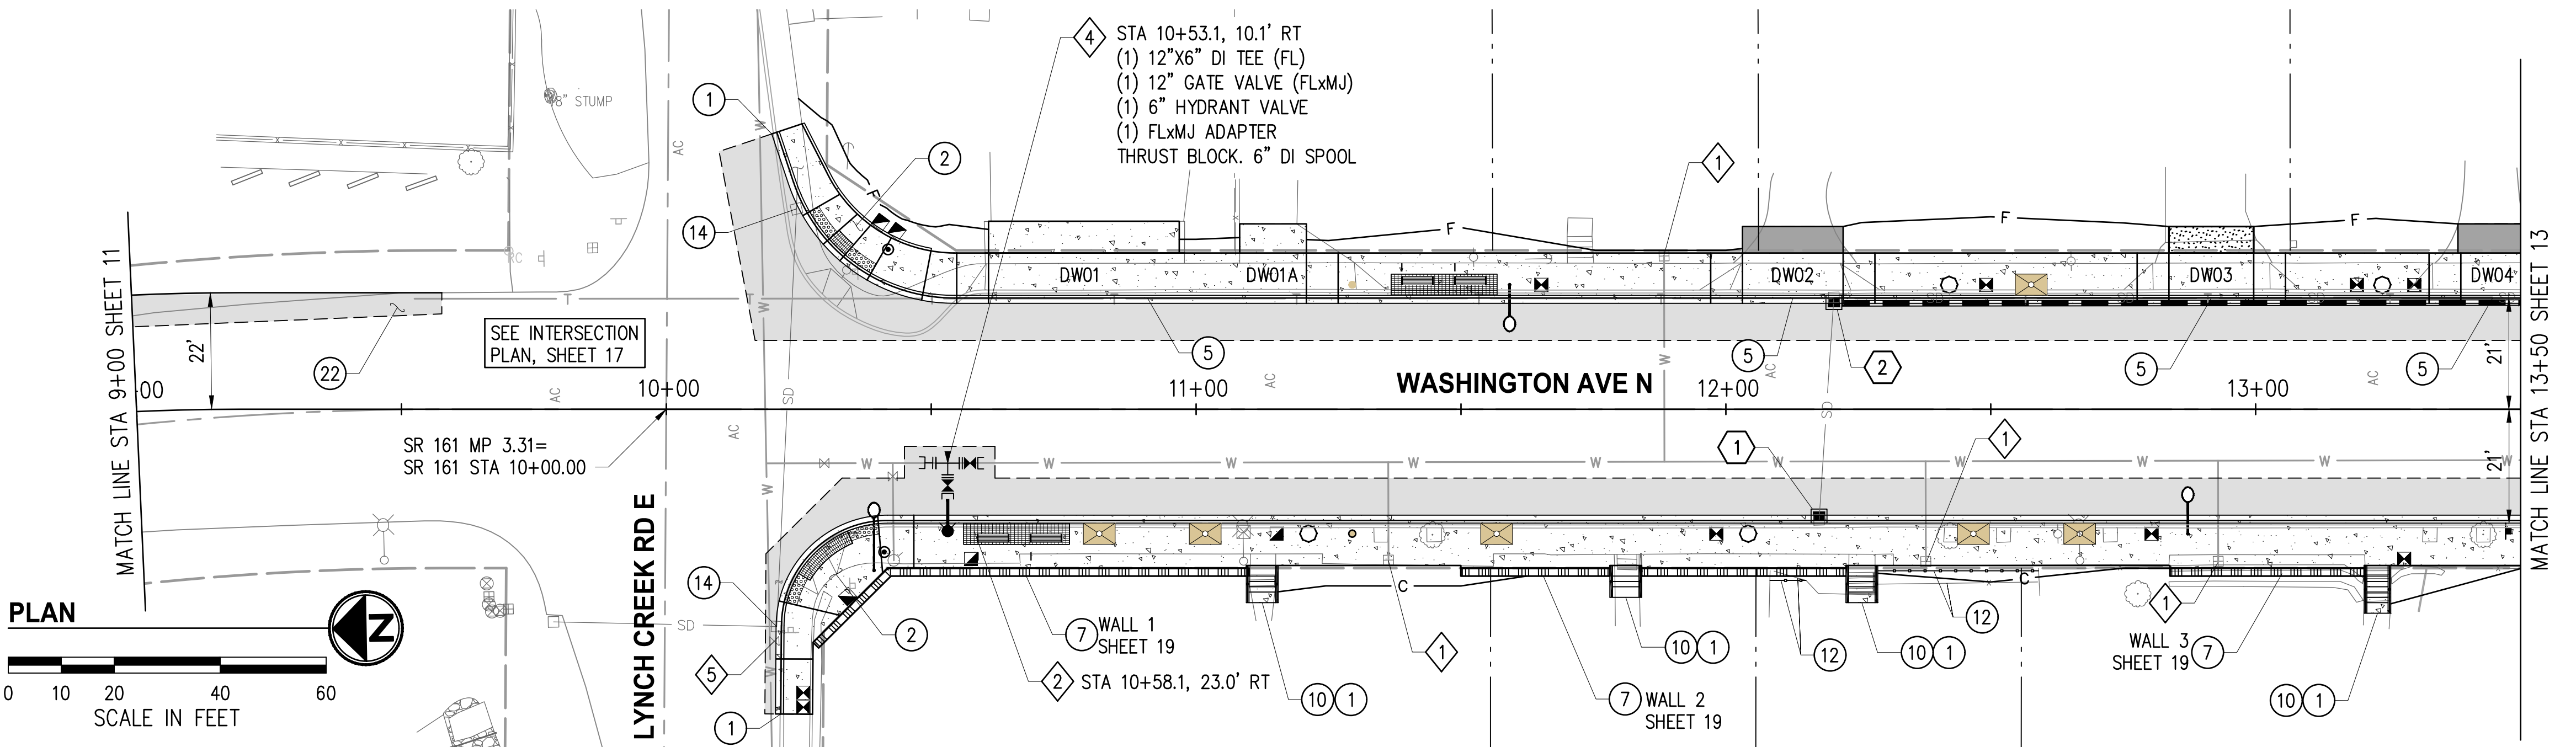 4
STA 10+53.1, 10.1' RT
(1) 12"X6" DI TEE (FL)
(1) 12" GATE VALVE (FLxMJ)
(1) 6" HYDRANT VALVE
(1) FLxMJ ADAPTER
THRUST BLOCK. 6" DI SPOOL
8" STUMP
1
2
14
1
W
AC
F
F
F
F
DW01
DW01A
DW02
DW03
DW04
T
T
W
SD
SD
MATCH LINE STA 9+00 SHEET 11
22'
22
SEE INTERSECTION
PLAN, SHEET 17
5
5
2
5
5
21'
MATCH LINE STA 13+50 SHEET 13
:00
AC
10+00
SD
11+00
AC
WASHINGTON AVE N
W
12+00
AC
SD
13+00
AC
SR 161 MP 3.31=
SR 161 STA 10+00.00
AC
1
1
21'
W
W
W
W
W
W
W
W
W
W
W
LYNCH CREEK RD E
14
SD
5
1
2
7
WALL 1
SHEET 19
2
STA 10+58.1, 23.0' RT
C
10
1
1
7
WALL 2
SHEET 19
10
1
12
10
1
12
C
1
WALL 3
SHEET 19
7
10
1
PLAN
N
0 10 20 40 60
SCALE IN FEET